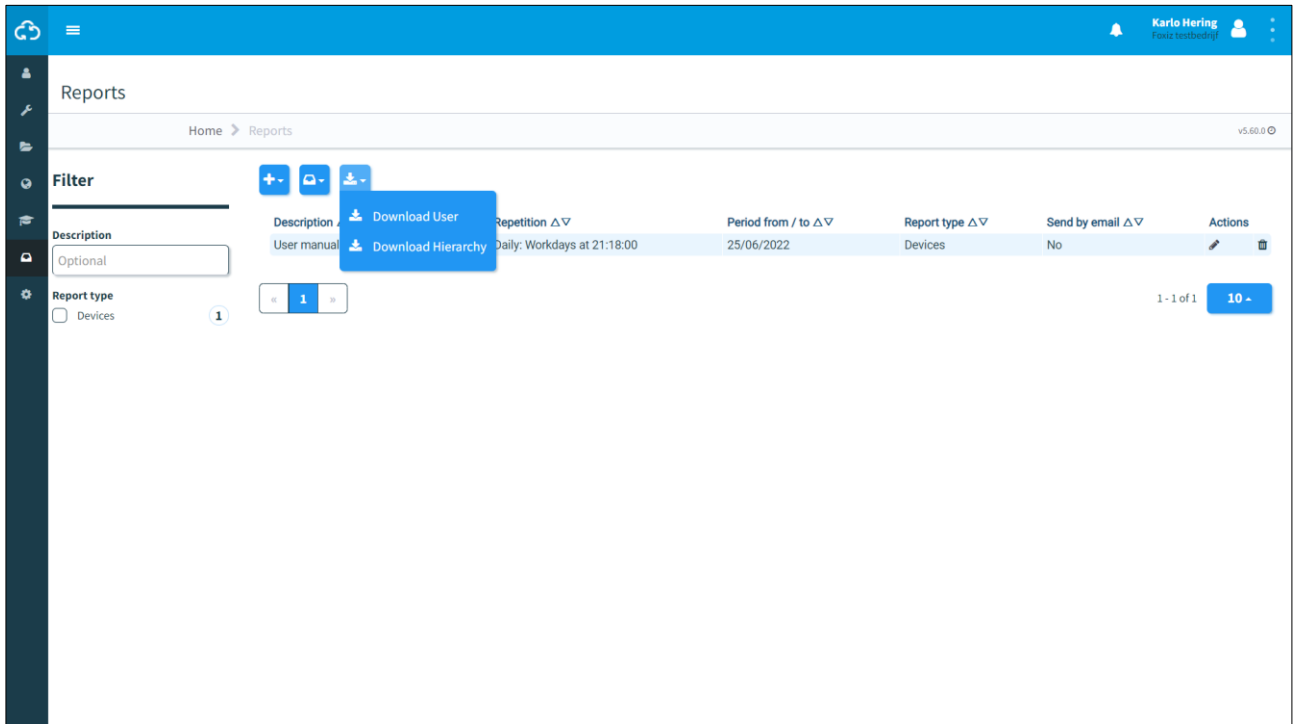 Karlo Hering
Foxiz testbedrijf
Reports
Home Reports
v5.60.0
Filter
Description
Optional
Report type
Devices 1
Download User
Download Hierarchy
Description Repetition Period from / to Report type Send by email Actions
User manual Daily: Workdays at 21:18:00 25/06/2022 Devices No
« 1 »
1 - 1 of 1 10